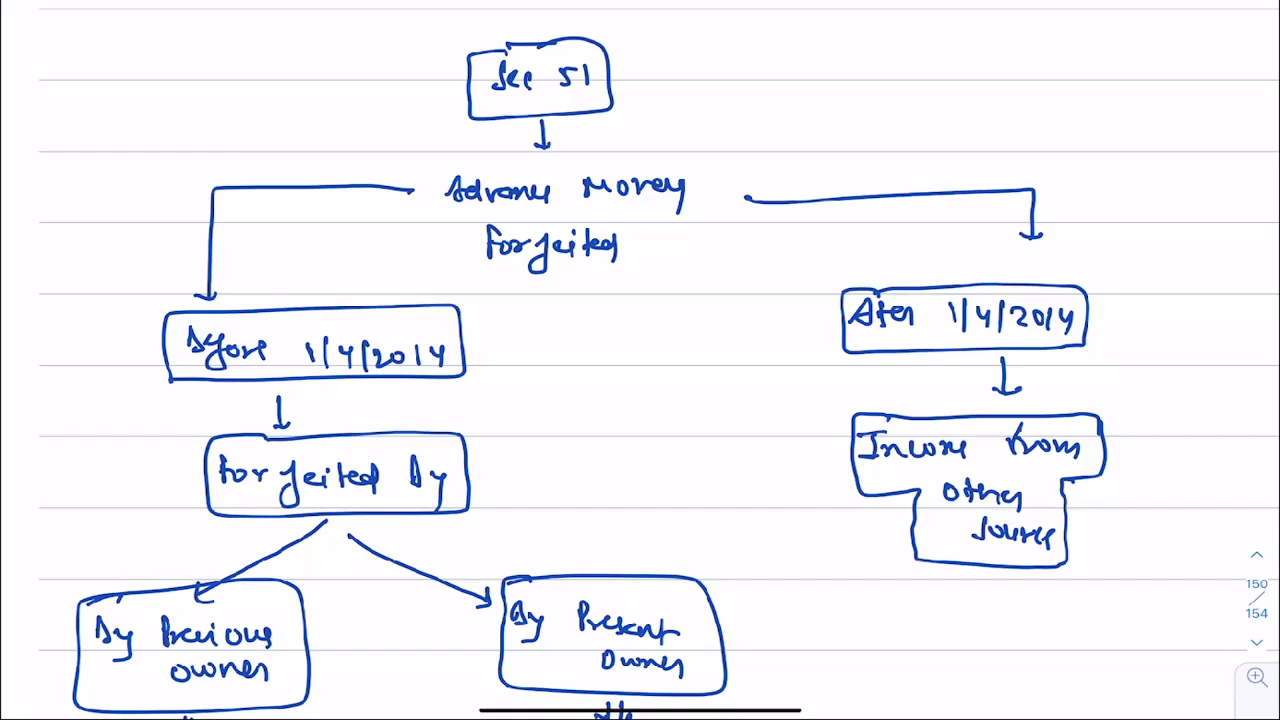 Sec 51
Advance Money
Forfeited
Before 1/4/2014
After 1/4/2014
Forfeited By
Income From
Other
Source
By Previous
owner
By Present
Owner
150
154